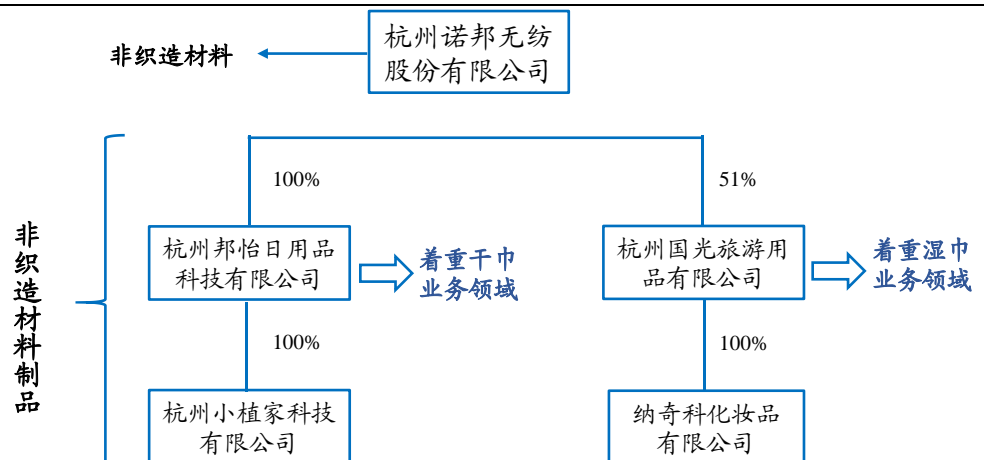 杭州诺邦无纺
股份有限公司
非织造材料
100%
51%
非织造材料制品
杭州邦怡日用品
科技有限公司
着重干巾
业务领域
杭州国光旅游用
品有限公司
着重湿巾
业务领域
100%
100%
杭州小植家科技
有限公司
纳奇科化妆品
有限公司